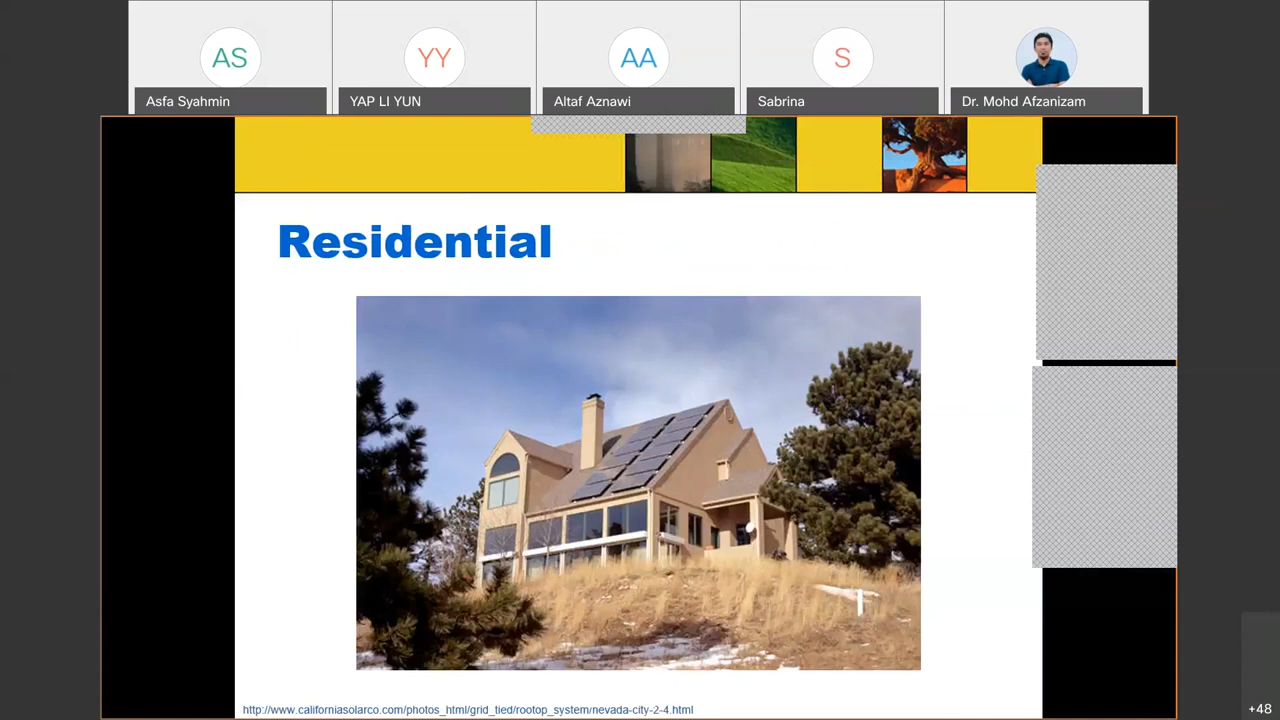 AS
YY
AA
S
Asfa Syahmin
YAP LI YUN
Altaf Aznawi
Sabrina
Dr. Mohd Afzanizam
Residential
http://www.californiasolarco.com/photos_html/grid_tied/rooftop_system/nevada-city-2-4.html
+48